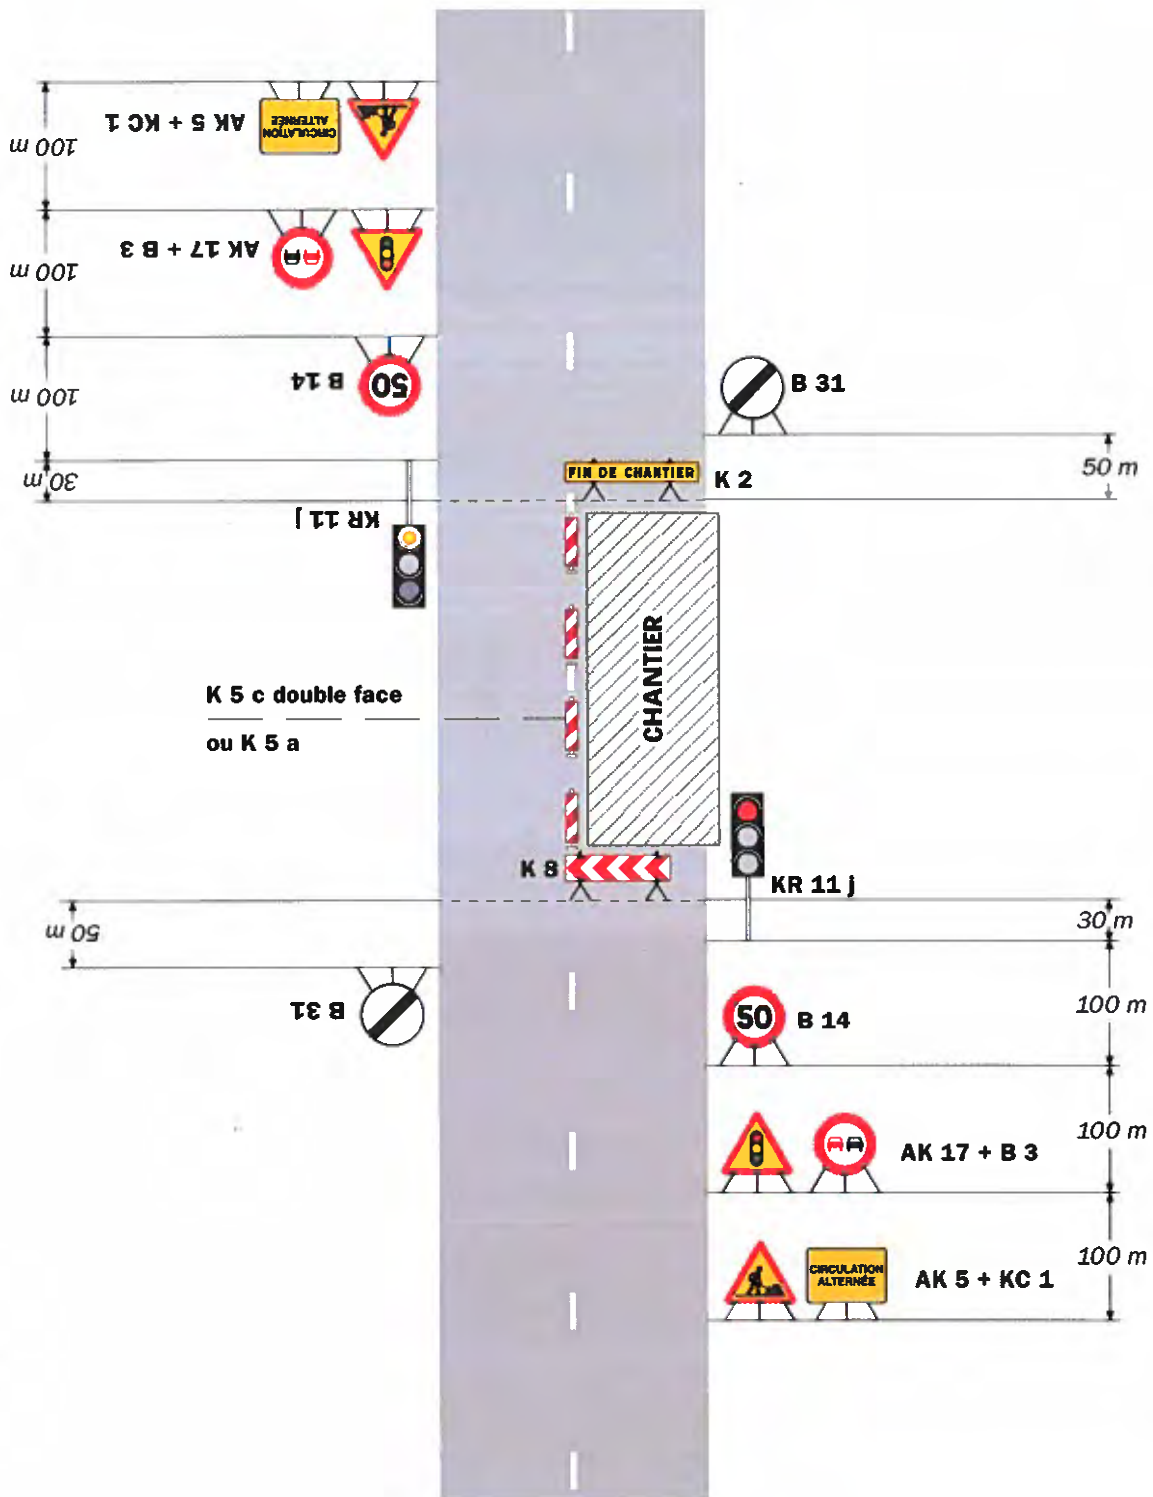 100 m
AK 5 + KC 1
CIRCULATION
ALTERNÉE
100 m
AK 17 + B 3
100 m
B 14
50
30 m
KR 11 j
B 31
50 m
FIN DE CHANTIER
K 2
CHANTIER
K 5 c double face
ou K 5 a
K 8
KR 11 j
30 m
50 m
B 31
50
B 14
100 m
AK 17 + B 3
100 m
CIRCULATION
ALTERNÉE
AK 5 + KC 1
100 m